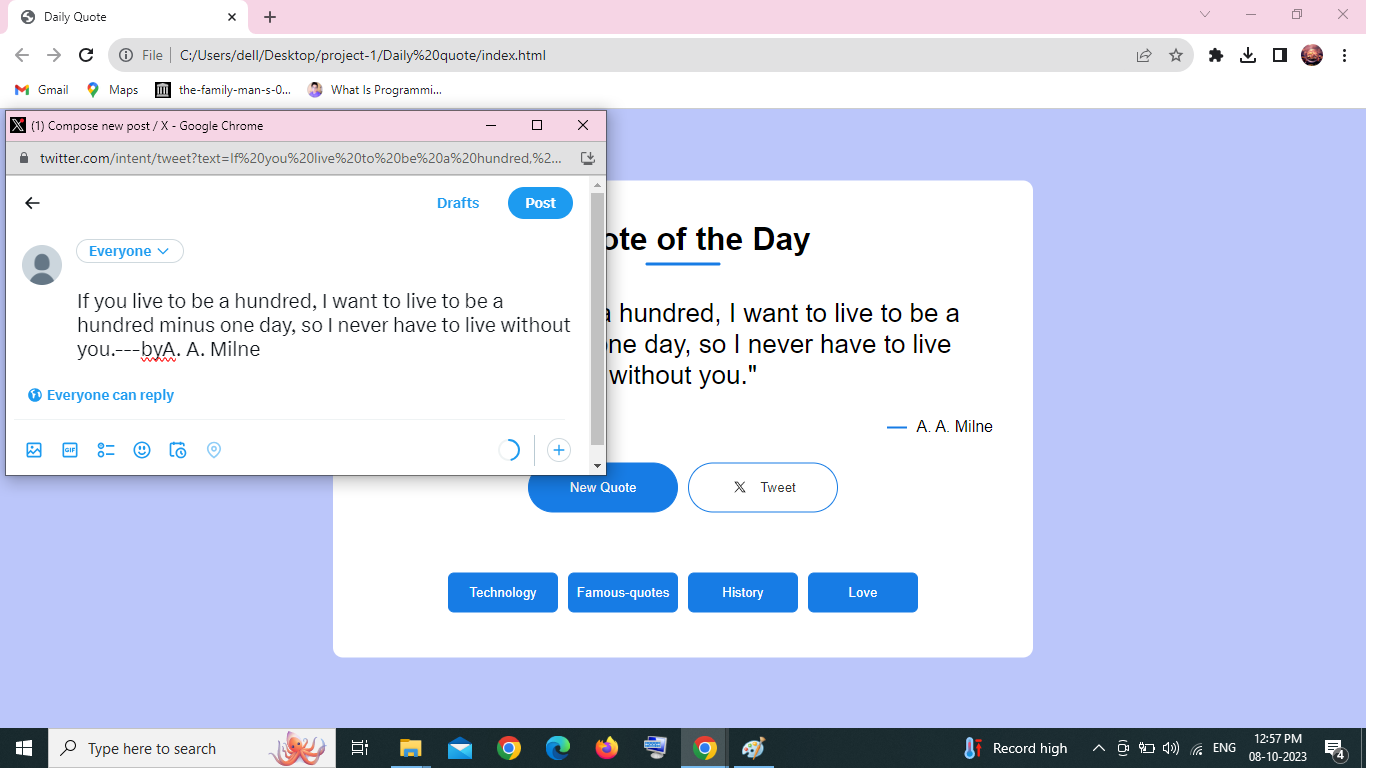 Daily Quote
File
C:/Users/dell/Desktop/project-1/Daily%20quote/index.html
Gmail
Maps
the-family-man-s-0...
What Is Programmi...
(1) Compose new post / X - Google Chrome
twitter.com/intent/tweet?text=If%20you%20live%20to%20be%20a%20hundred,%2...
Drafts
Post
Everyone
If you live to be a hundred, I want to live to be a
hundred minus one day, so I never have to live without
you.---byA. A. Milne
Everyone can reply
GIF
ote of the Day
a hundred, I want to live to be a
ne day, so I never have to live
without you."
A. A. Milne
New Quote
Tweet
Technology
Famous-quotes
History
Love
Type here to search
Record high
ENG
12:57 PM
08-10-2023
4